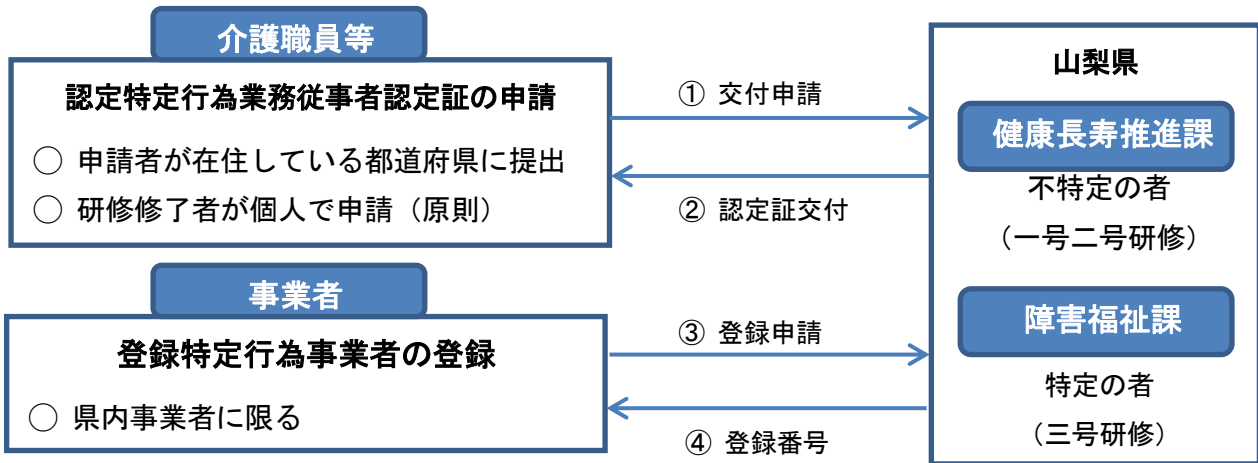 介護職員等
認定特定行為業務従事者認定証の申請
○ 申請者が在住している都道府県に提出
○ 研修修了者が個人で申請（原則）
① 交付申請
② 認定証交付
事業者
登録特定行為事業者の登録
○ 県内事業者に限る
③ 登録申請
④ 登録番号
山梨県
健康長寿推進課
不特定の者
（一号二号研修）
障害福祉課
特定の者
（三号研修）